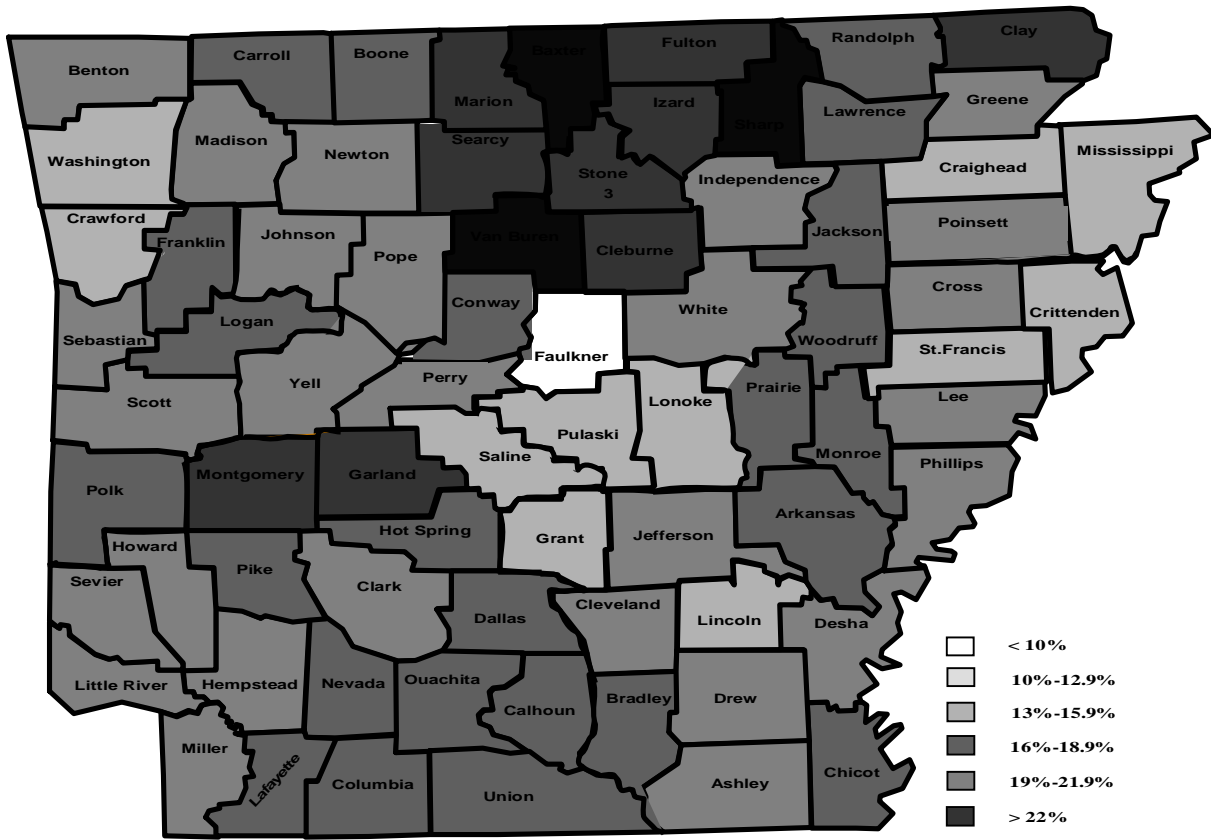 Benton
Carroll
Boone
Marion
Baxter
Fulton
Randolph
Clay
Izard
Sharp
Lawrence
Greene
Washington
Madison
Newton
Searcy
Stone
3
Independence
Craighead
Mississippi
Crawford
Franklin
Johnson
Pope
Van Buren
Cleburne
Jackson
Poinsett
Sebastian
Logan
Conway
Faulkner
White
Woodruff
Cross
Crittenden
St.Francis
Scott
Yell
Perry
Lonoke
Prairie
Lee
Pulaski
Saline
Monroe
Phillips
Polk
Montgomery
Garland
Hot Spring
Grant
Jefferson
Arkansas
Howard
Sevier
Pike
Clark
Dallas
Cleveland
Lincoln
Desha
Little River
Hempstead
Nevada
Ouachita
Calhoun
Bradley
Drew
Miller
Lafayette
Columbia
Union
Ashley
Chicot
< 10%
10%-12.9%
13%-15.9%
16%-18.9%
19%-21.9%
> 22%